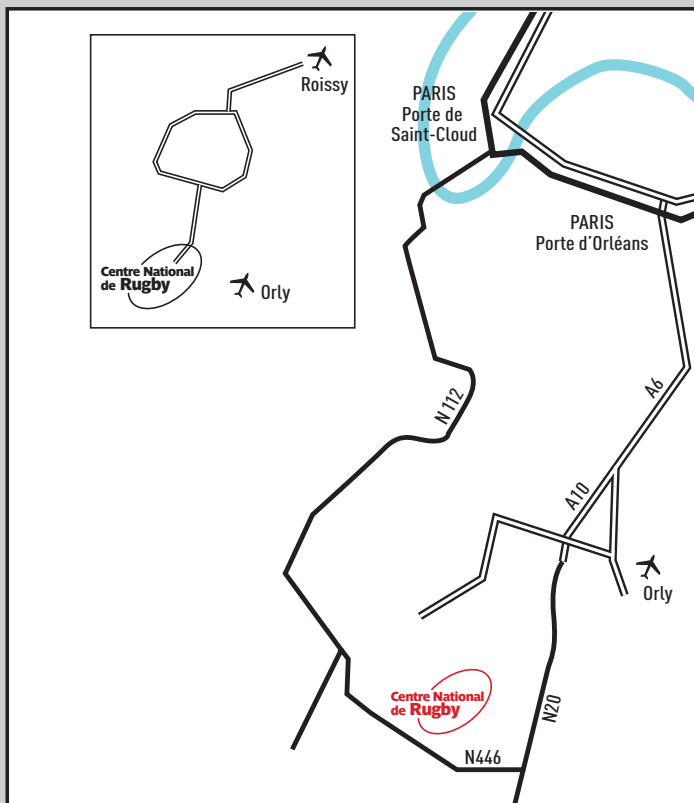 Roissy
Centre National
de Rugby
Orly
PARIS
Porte de
Saint-Cloud
PARIS
Porte d'Orléans
N 112
A6
A10
Orly
Centre National
de Rugby
N20
N446